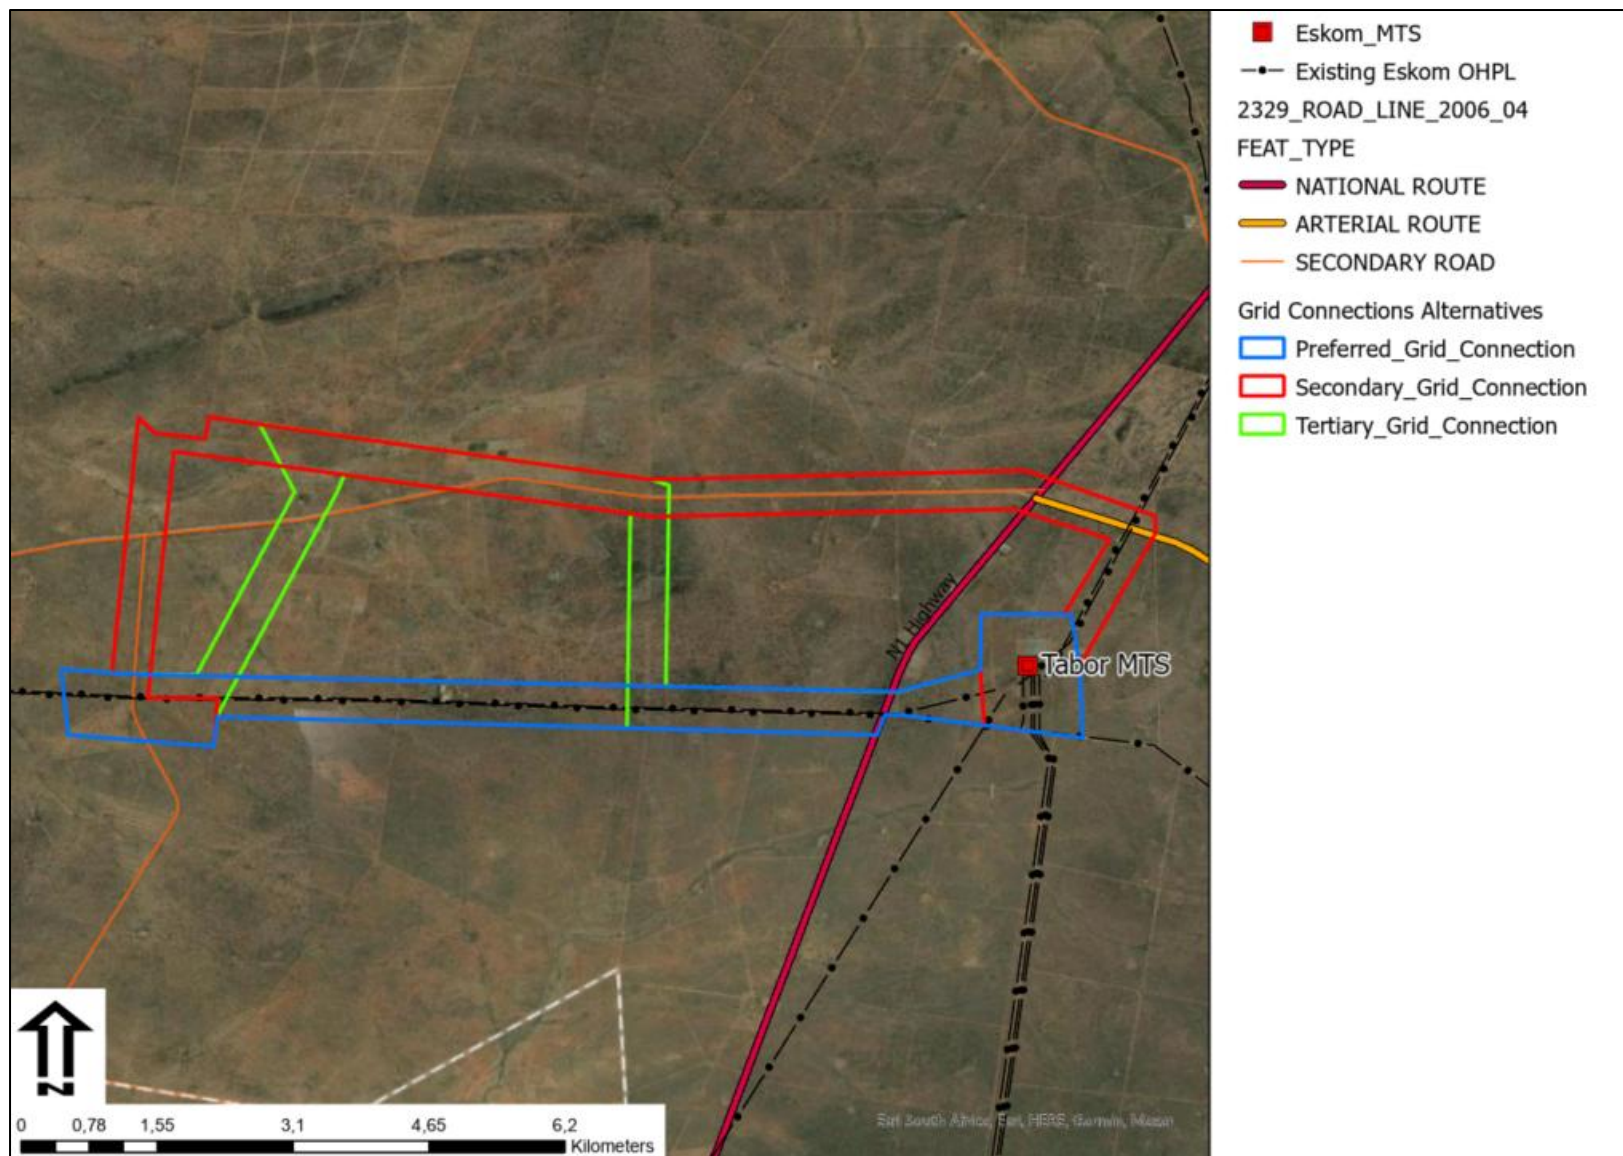 Eskom_MTS
Existing Eskom OHPL
2329_ROAD_LINE_2006_04
FEAT_TYPE
NATIONAL ROUTE
ARTERIAL ROUTE
SECONDARY ROAD
Grid Connections Alternatives
Preferred_Grid_Connection
Secondary_Grid_Connection
Tertiary_Grid_Connection
N1 Highway
Tabor MTS
N
0 0,78 1,55 3,1 4,65 6,2
Kilometers
Esri South Africa, Esri, HERE, Garmin, Maxar